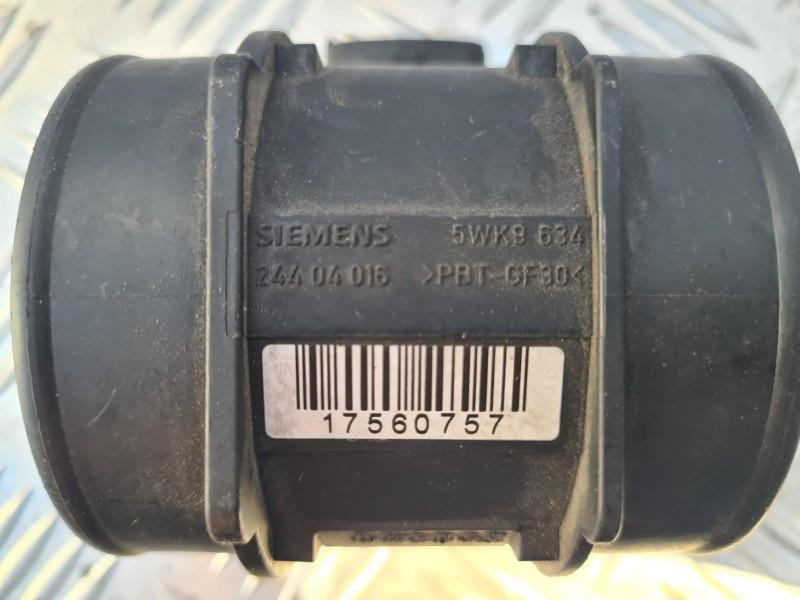 SIEMENS 5WK9 634
244 04 016 >PBT-GF30<
17560757